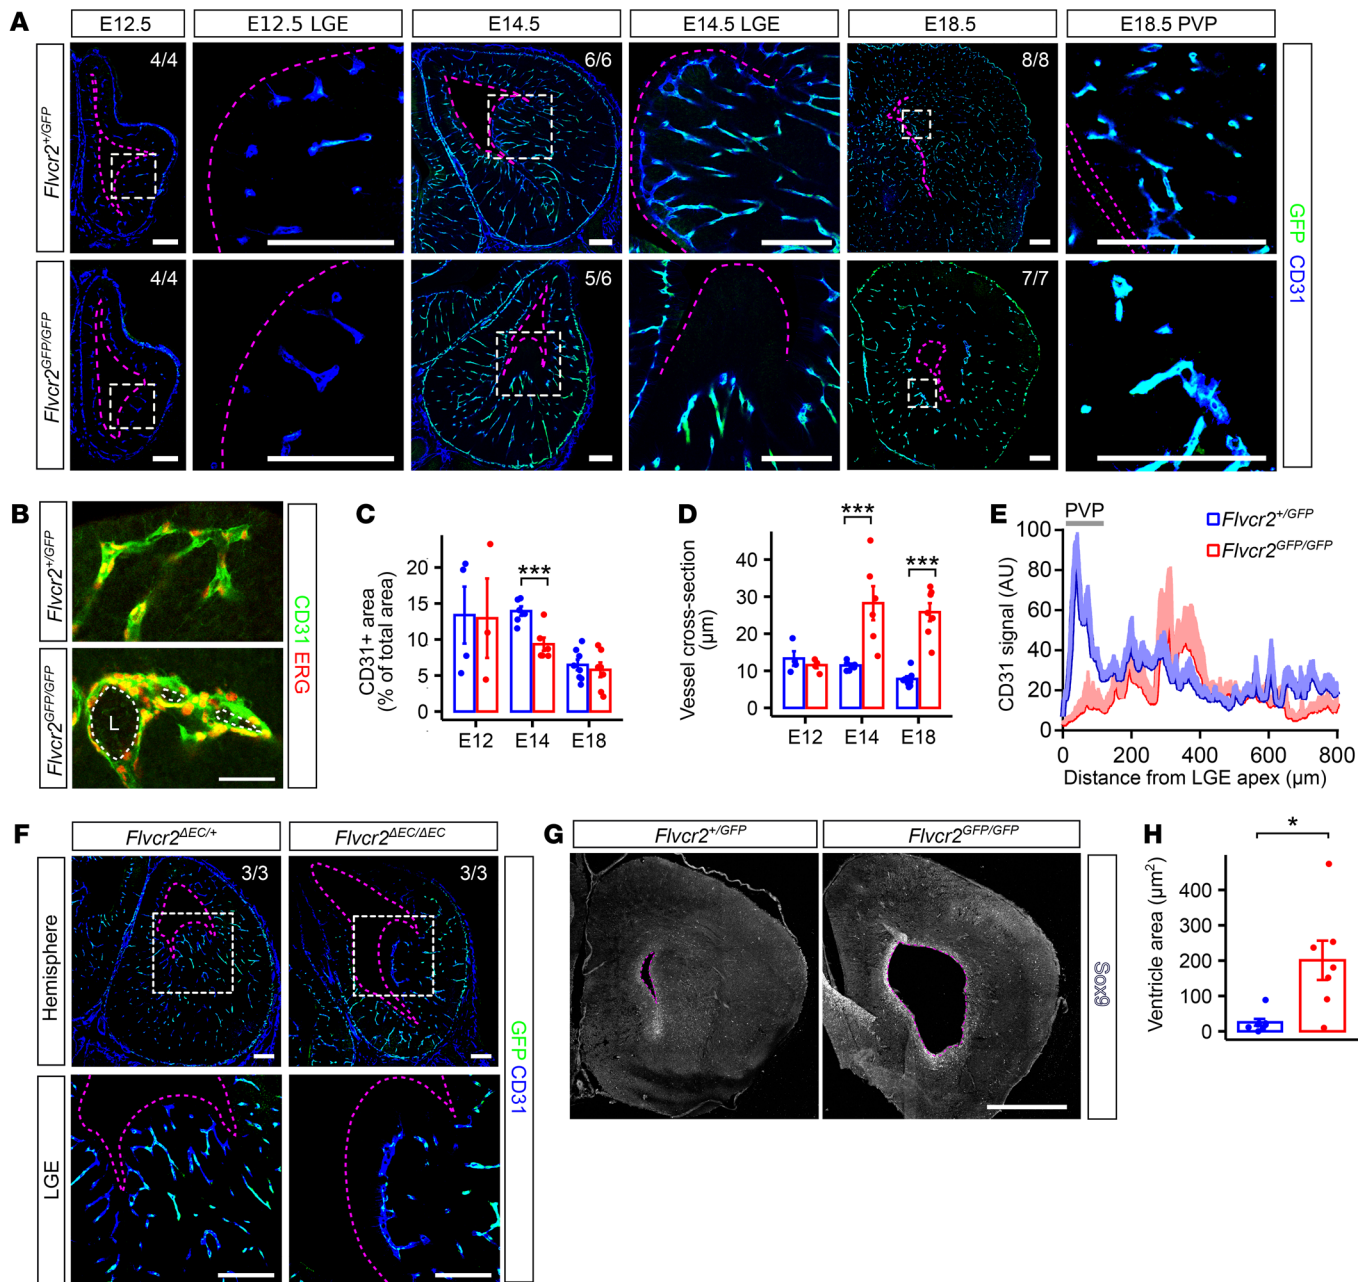 A
E12.5
E12.5 LGE
E14.5
E14.5 LGE
E18.5
E18.5 PVP
Flvcr2+/GFP
4/4
6/6
8/8
Flvcr2GFP/GFP
4/4
5/6
7/7
GFP CD31
B
Flvcr2+/GFP
Flvcr2GFP/GFP
L
CD31 ERG
C
CD31+ area
(% of total area)
20
15
10
5
0
***
E12
E14
E18
D
Vessel cross-section
(μm)
40
30
20
10
0
***
***
E12
E14
E18
E
PVP
Flvcr2+/GFP
Flvcr2GFP/GFP
CD31 signal (AU)
100
80
60
40
20
0
0
200
400
600
800
Distance from LGE apex (μm)
F
Flvcr2ΔEC/+
Flvcr2ΔEC/ΔEC
Hemisphere
3/3
3/3
LGE
GFP CD31
G
Flvcr2+/GFP
Flvcr2GFP/GFP
Sox9
H
*
Ventricle area (μm2)
400
300
200
100
0